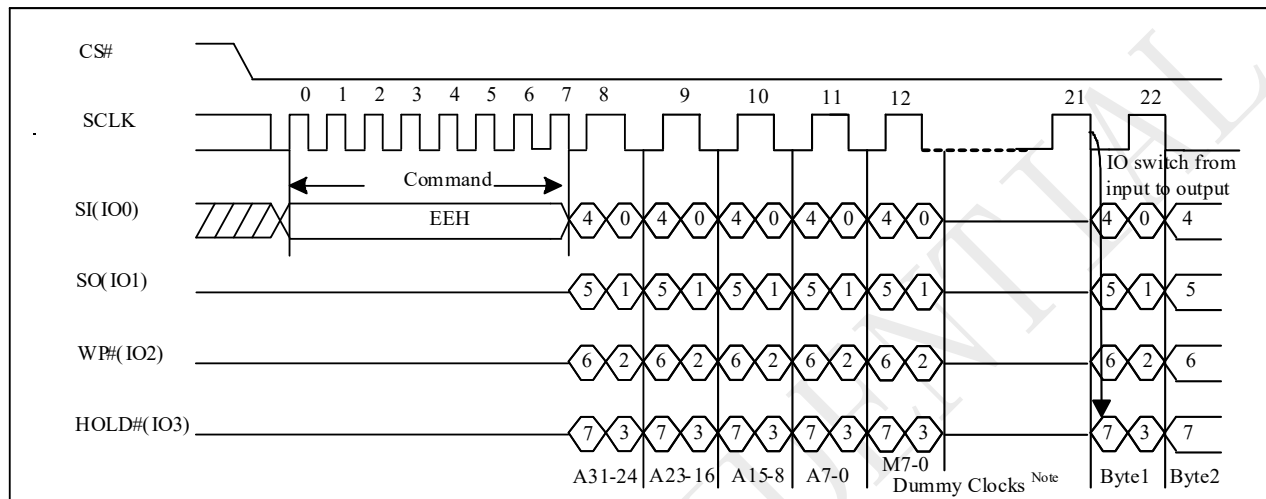 CS#
0 1 2 3 4 5 6 7 8 9 10 11 12 21 22
SCLK
Command
IO switch from
input to output
SI(IO0) EEH 4 0 4 0 4 0 4 0 4 0 4 0 4
SO(IO1) 5 1 5 1 5 1 5 1 5 1 5 1 5
WP#(IO2) 6 2 6 2 6 2 6 2 6 2 6 2 6
HOLD#(IO3) 7 3 7 3 7 3 7 3 7 3 7 3 7
A31-24 A23-16 A15-8 A7-0 M7-0 Dummy Clocks Note Byte1 Byte2
DENTIAL